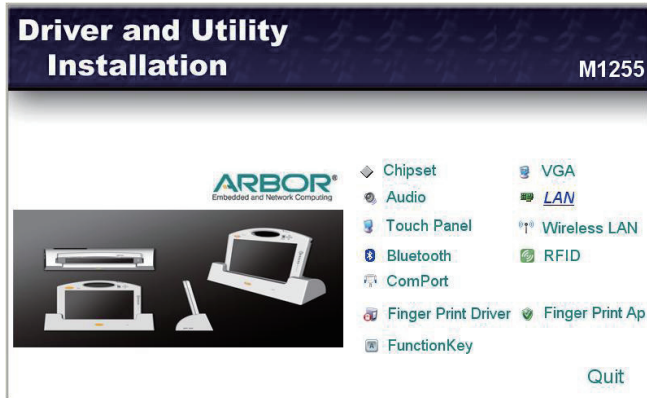 Driver and Utility
Installation
M1255
ARBOR®
Embedded and Network Computing
Chipset
VGA
Audio
LAN
Touch Panel
Wireless LAN
Bluetooth
RFID
ComPort
Finger Print Driver
Finger Print Ap
FunctionKey
Quit